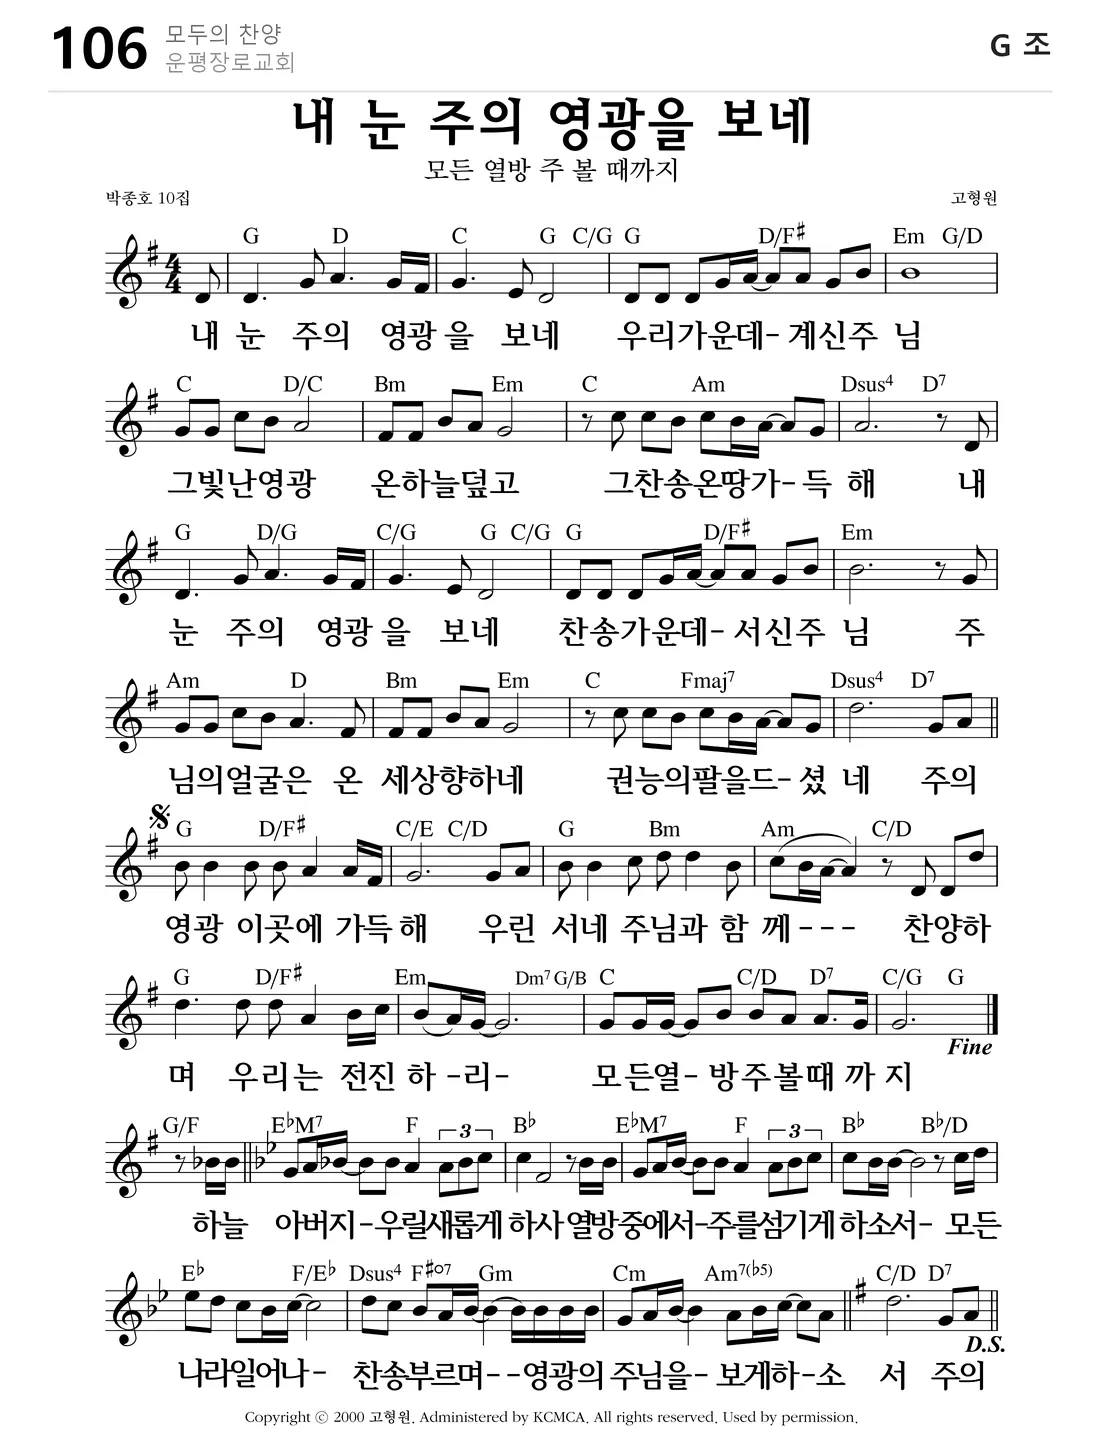 106 모두의 찬양
운평장로교회
G 조
내 눈 주의 영광을 보네
모든 열방 주 볼 때까지
박종호 10집 고형원
G D C G C/G G D/F♯ Em G/D
내 눈 주의 영광 을 보네 우리가운데- 계신주 님
C D/C Bm Em C Am Dsus4 D7
그빛난영광 온하늘덮고 그찬송온땅가- 득 해 내
G D/G C/G G C/G G D/F♯ Em
눈 주의 영광 을 보네 찬송가운데- 서신주 님 주
Am D Bm Em C Fmaj7 Dsus4 D7
님의얼굴은 온 세상향하네 권능의팔을드- 셨 네 주의
G D/F♯ C/E C/D G Bm Am C/D
영광 이곳에 가득 해 우린 서네 주님과 함 께 - - - 찬양하
G D/F♯ Em Dm7 G/B C C/D D7 C/G G
Fine
며 우리는 전진 하 -리- 모든열- 방주볼때 까 지
G/F E♭M7 F 3 B♭ E♭M7 F 3 B♭ B♭/D
하늘 아버지-우릴새롭게 하사 열방중에서-주를섬기게 하소서- 모든
E♭ F/E♭ Dsus4 F♯o7 Gm Cm Am7(♭5) C/D D7
D.S.
나라일어나- 찬송부르며- -영광의 주님을- 보게하-소 서 주의
Copyright ⓒ 2000 고형원. Administered by KCMCA. All rights reserved. Used by permission.